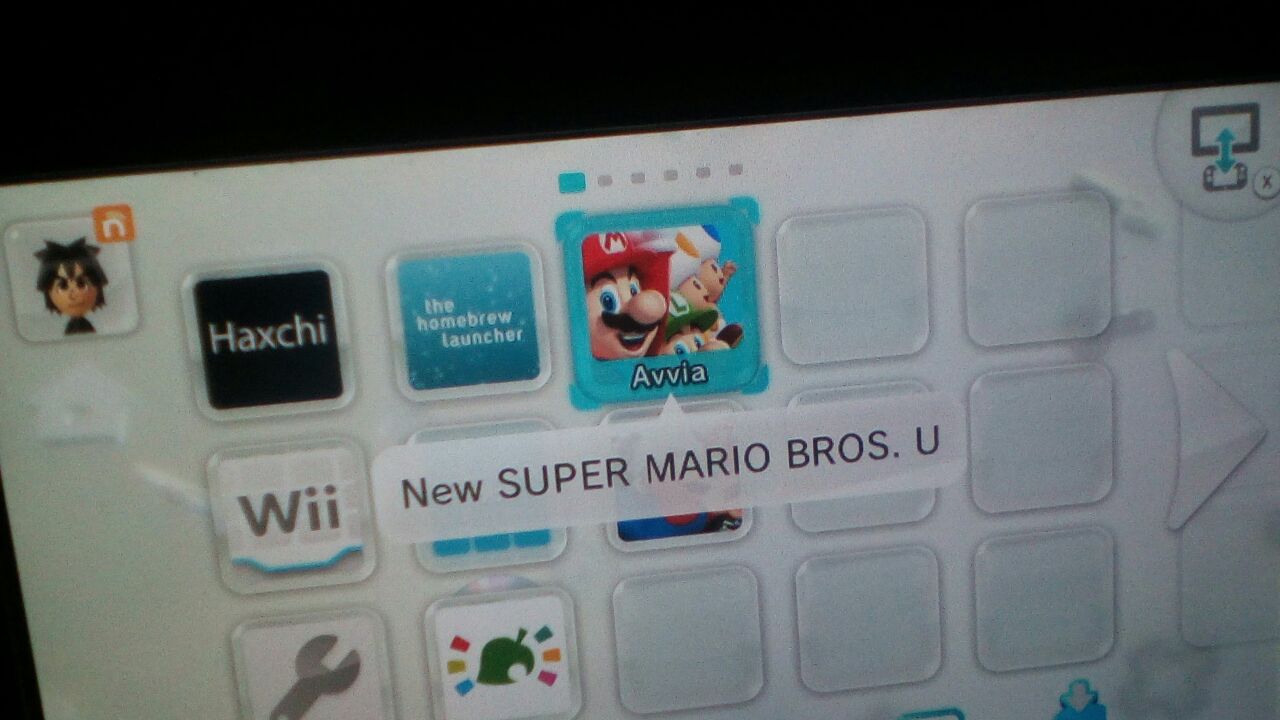 n
X
Haxchi
the
homebrew
launcher
M
L
Avvia
New SUPER MARIO BROS. U
Wii